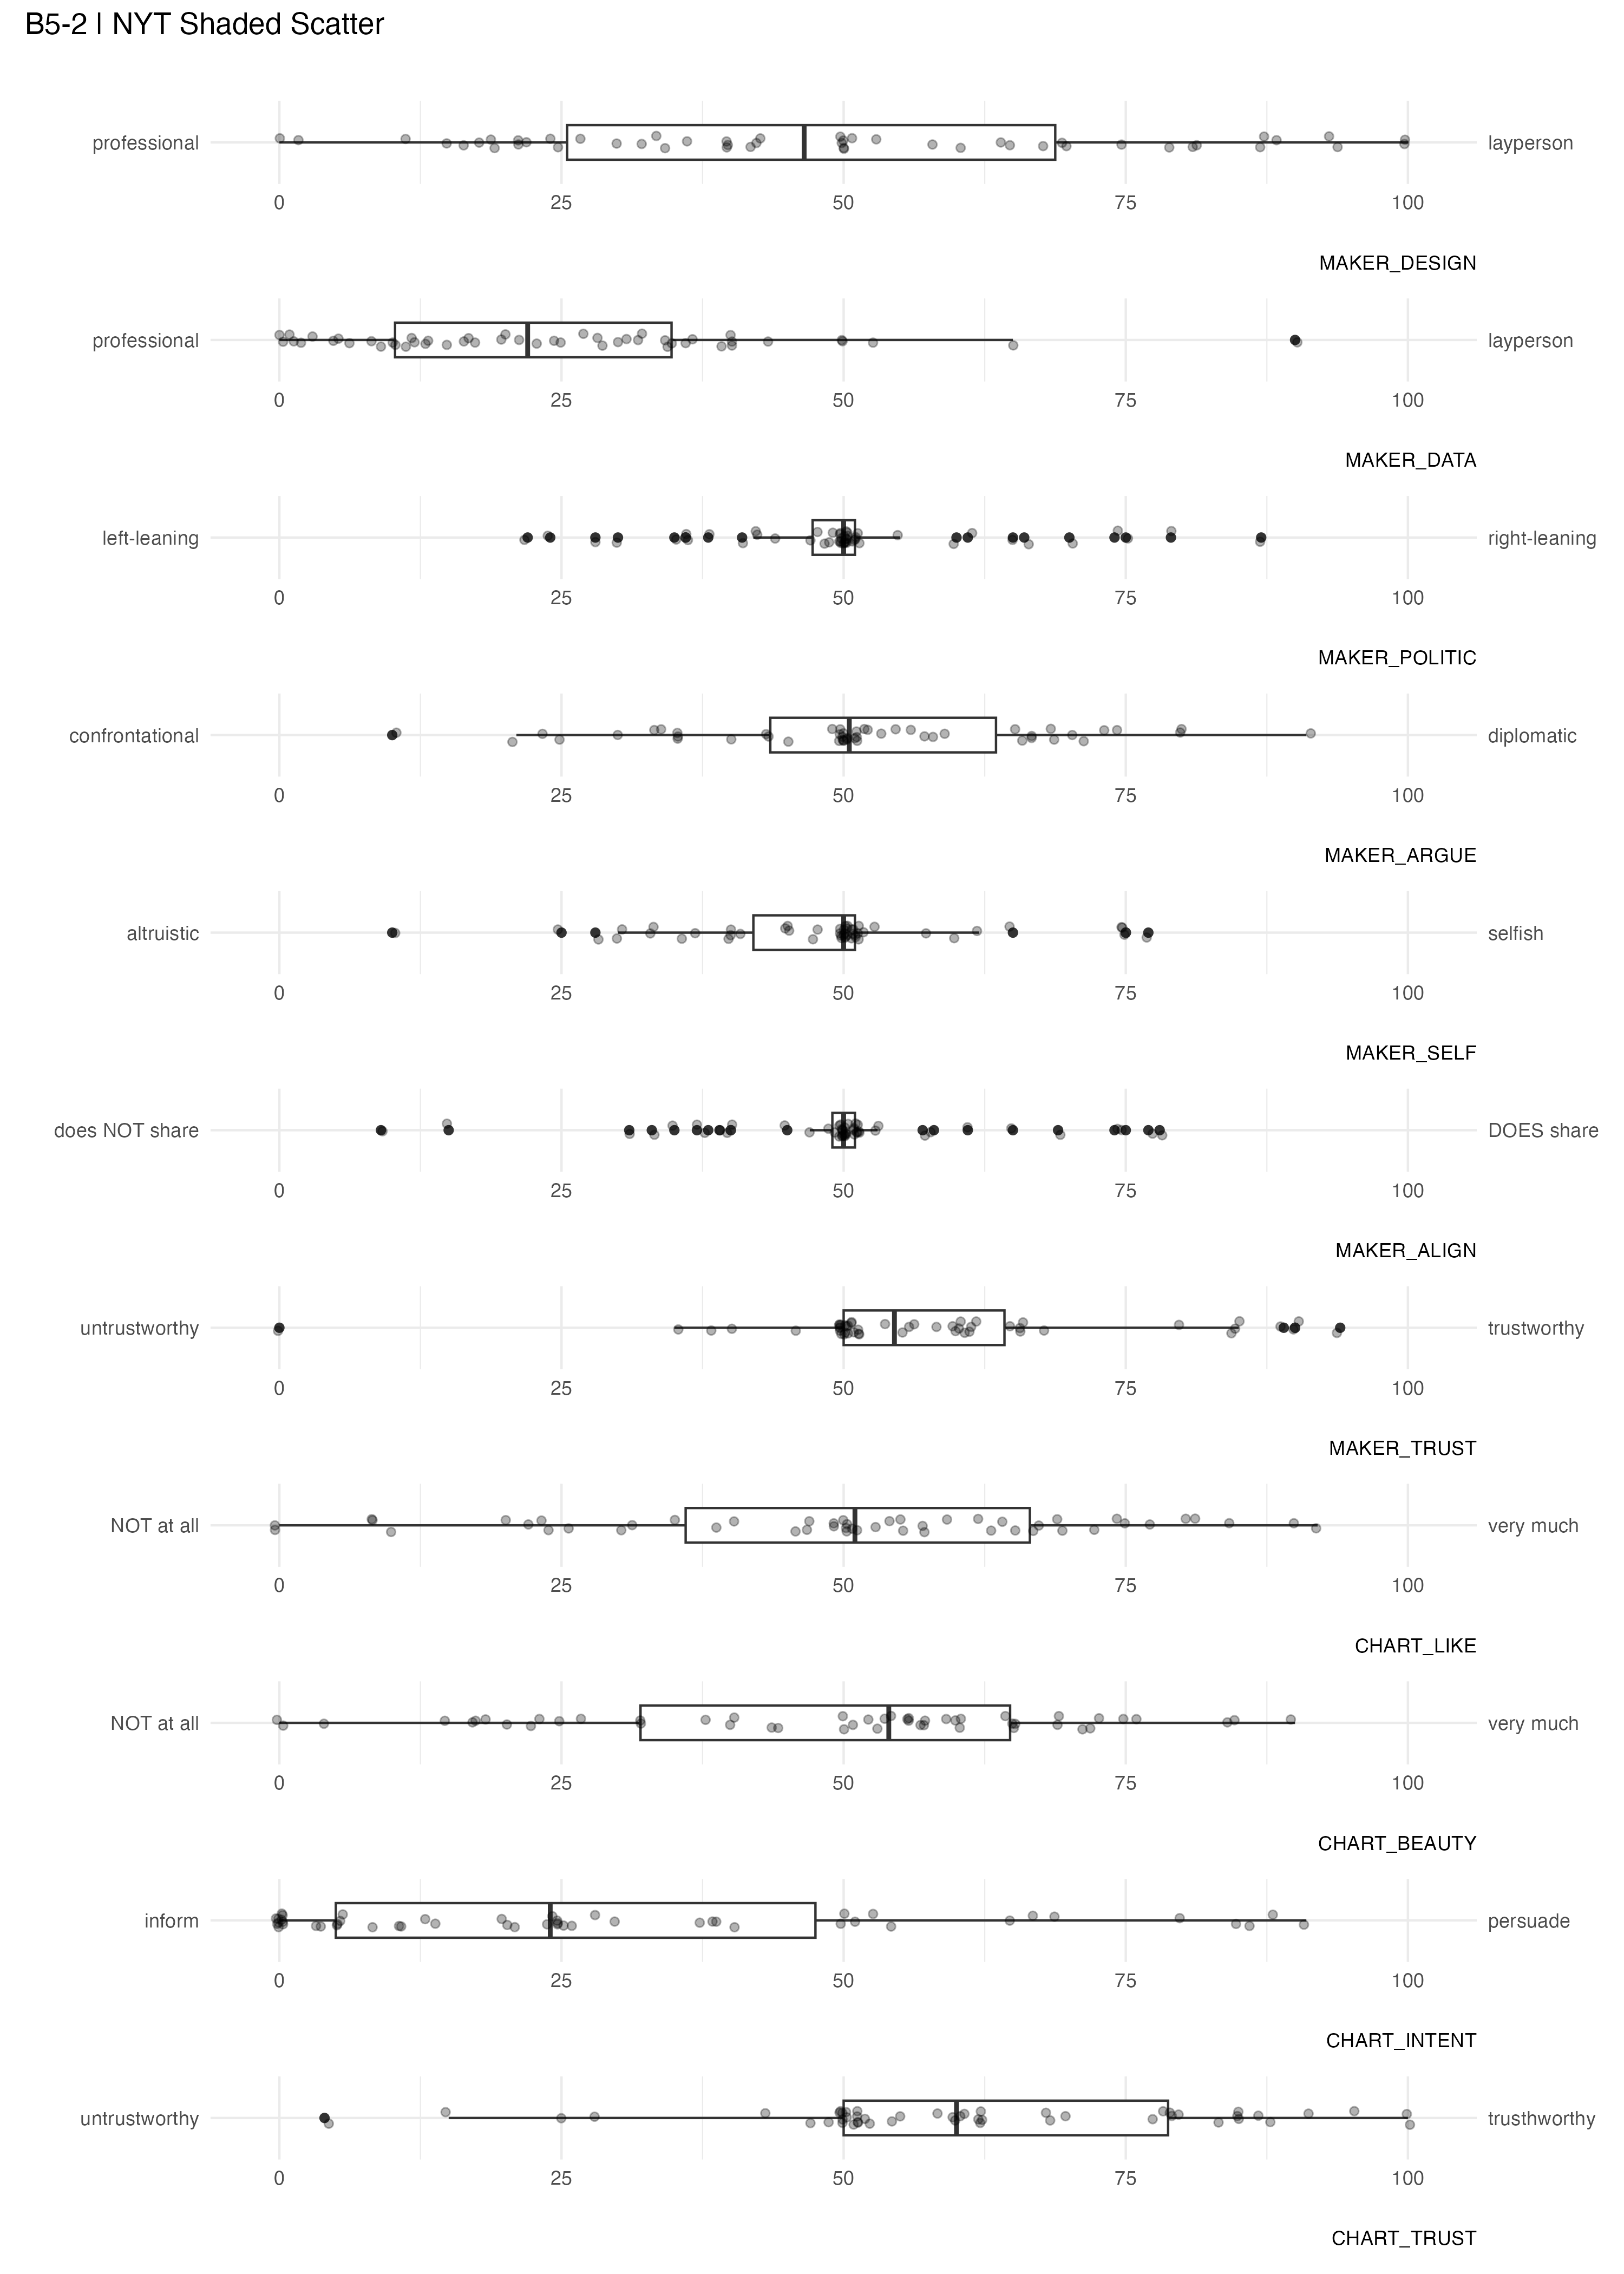 B5-2 | NYT Shaded Scatter
professional layperson
0 25 50 75 100
MAKER_DESIGN
professional layperson
0 25 50 75 100
MAKER_DATA
left-leaning right-leaning
0 25 50 75 100
MAKER_POLITIC
confrontational diplomatic
0 25 50 75 100
MAKER_ARGUE
altruistic selfish
0 25 50 75 100
MAKER_SELF
does NOT share DOES share
0 25 50 75 100
MAKER_ALIGN
untrustworthy trustworthy
0 25 50 75 100
MAKER_TRUST
NOT at all very much
0 25 50 75 100
CHART_LIKE
NOT at all very much
0 25 50 75 100
CHART_BEAUTY
inform persuade
0 25 50 75 100
CHART_INTENT
untrustworthy trusthworthy
0 25 50 75 100
CHART_TRUST